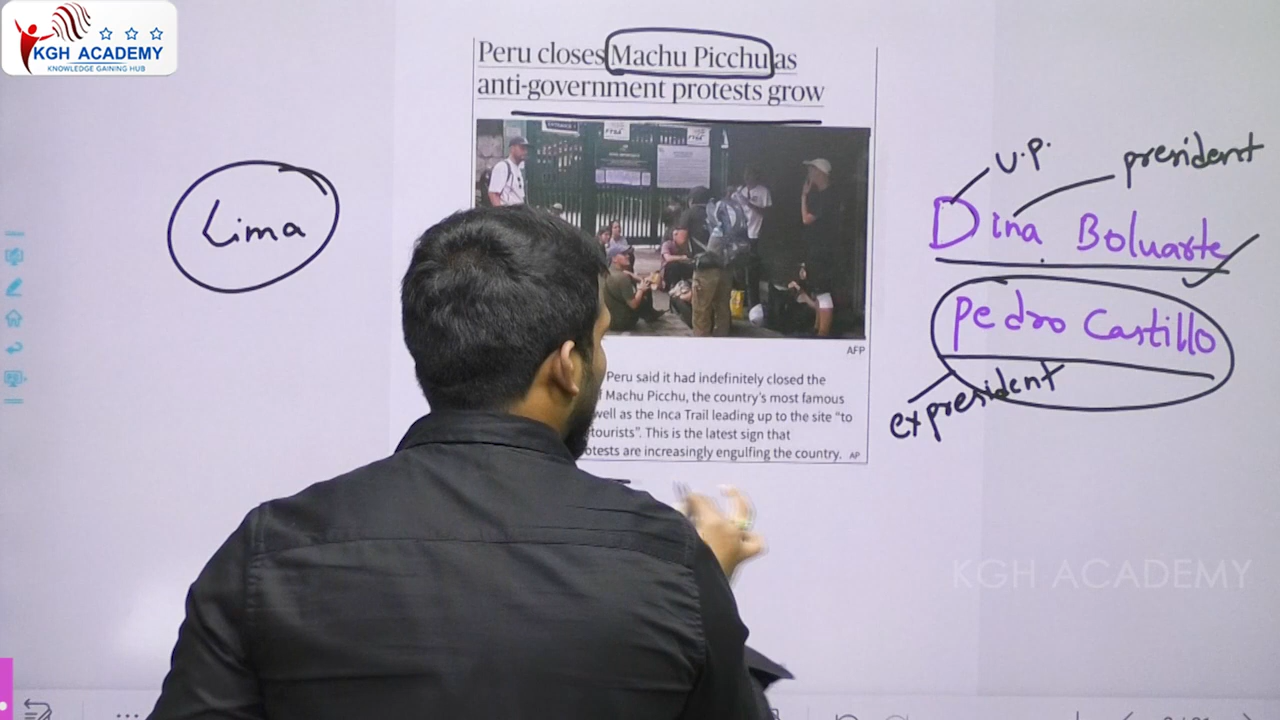 KGH ACADEMY
KNOWLEDGE GAINING HUB
Peru closes Machu Picchu as
anti-government protests grow
AFP
Peru said it had indefinitely closed the
Machu Picchu, the country's most famous
well as the Inca Trail leading up to the site "to
tourists". This is the latest sign that
are increasingly engulfing the country. AP
Lima
V.P.
president
Dina Boluarte
Pedro Castillo
expresident
KGH ACADEMY